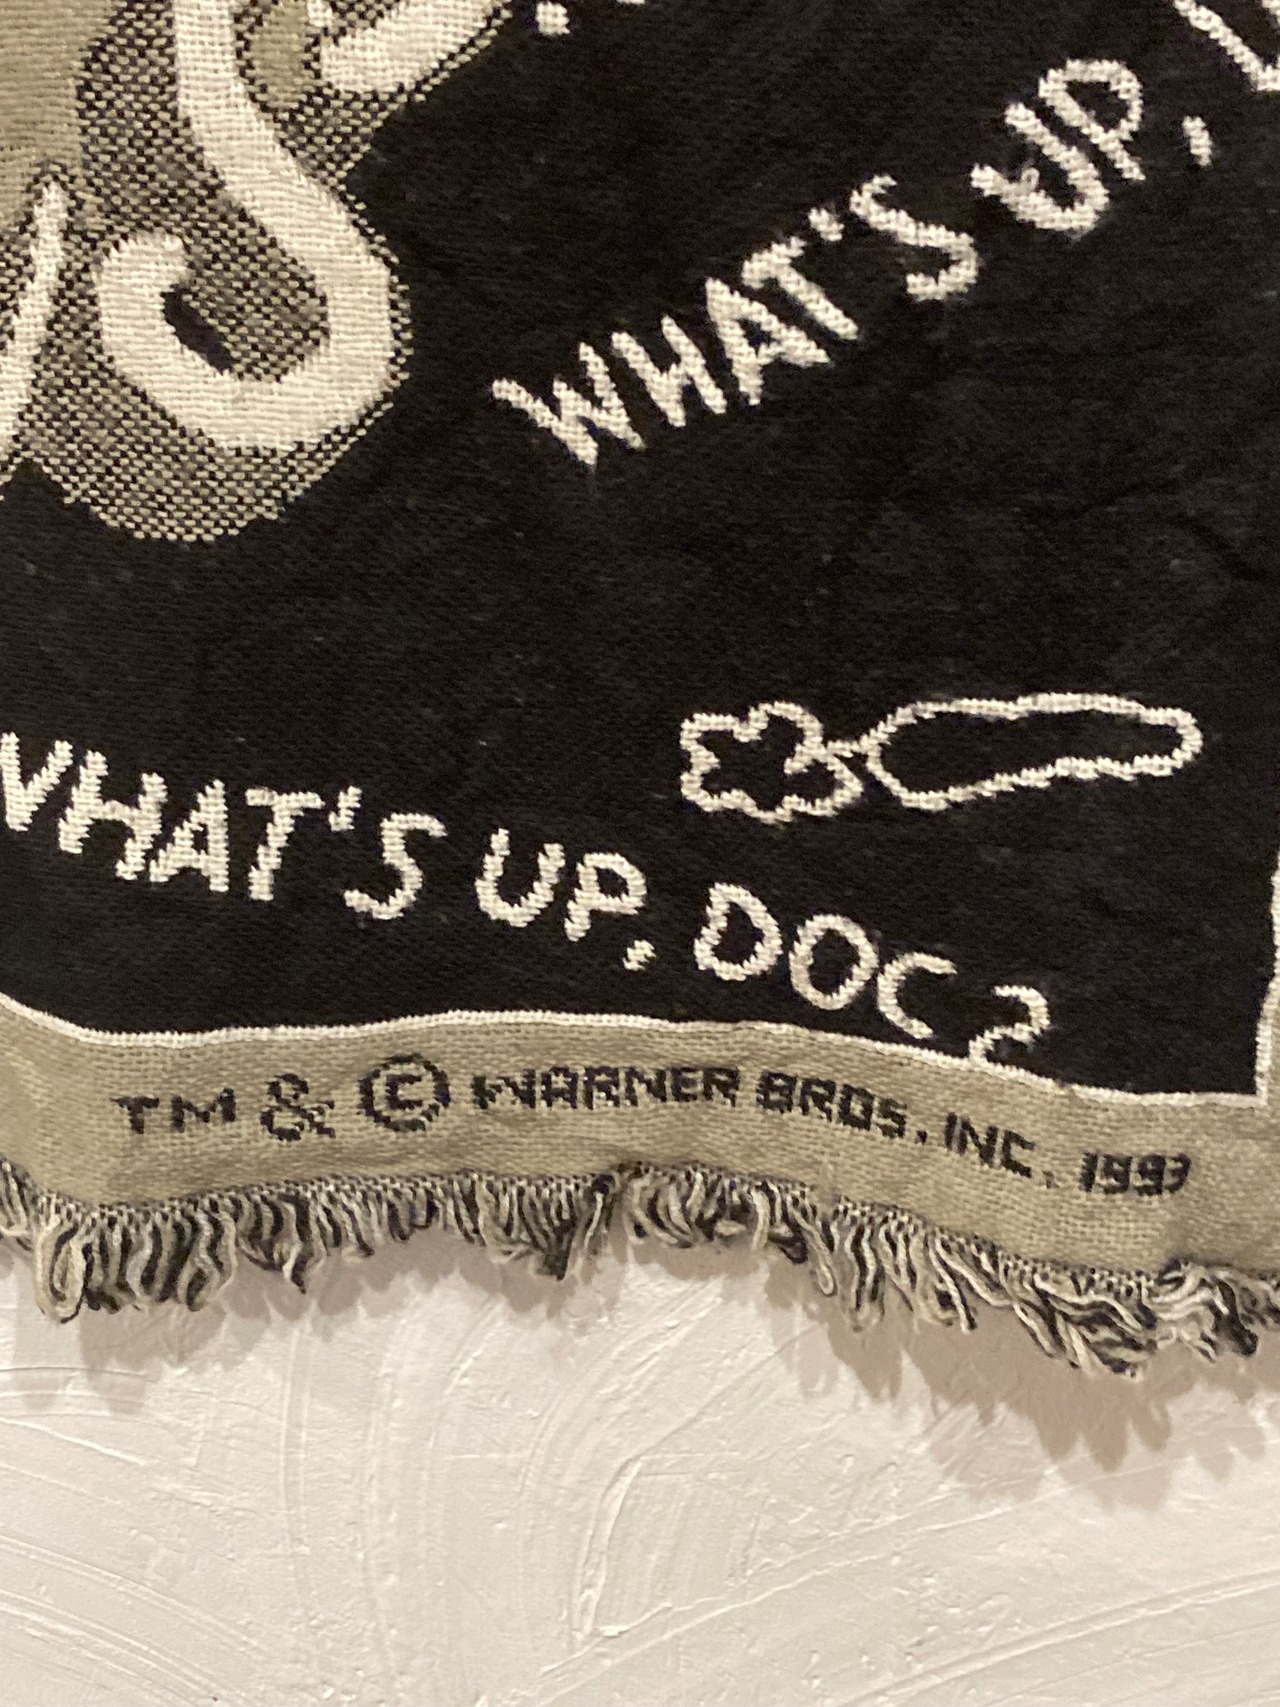 WHAT'S UP,
WHAT'S UP, DOC?
TM & © WARNER BROS. INC. 1993